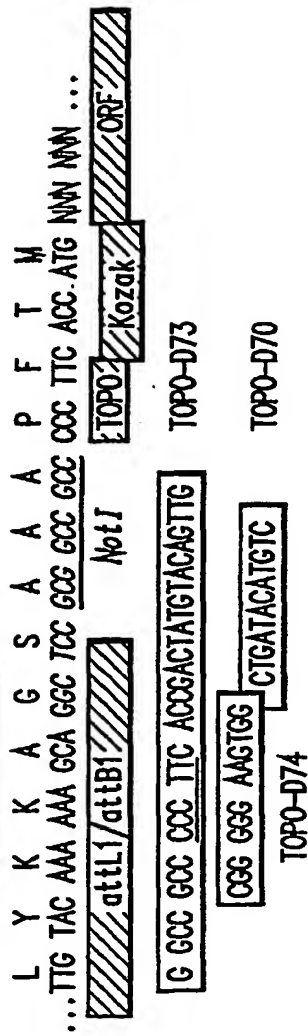 L Y K K A G S A A A P F T M
...TTG TAC AAA AAA GCA GGC TCC GCG GCC GCC CCC TTC ACC.ATG NNN NNN ...
attL1/attB1 NotI TOPO Kozak ORF
G GCC GCC CCC TTC ACCGACTATGTACAGTTG TOPO-D73
CGG GGG AAGTGG
CTGATACATGTC TOPO-D70
TOPO-D74